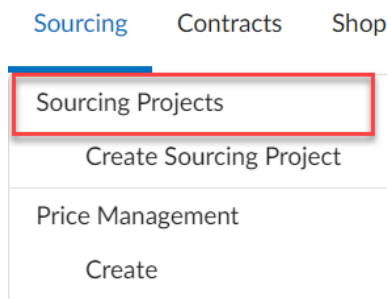 Sourcing Contracts Shop
Sourcing Projects
Create Sourcing Project
Price Management
Create